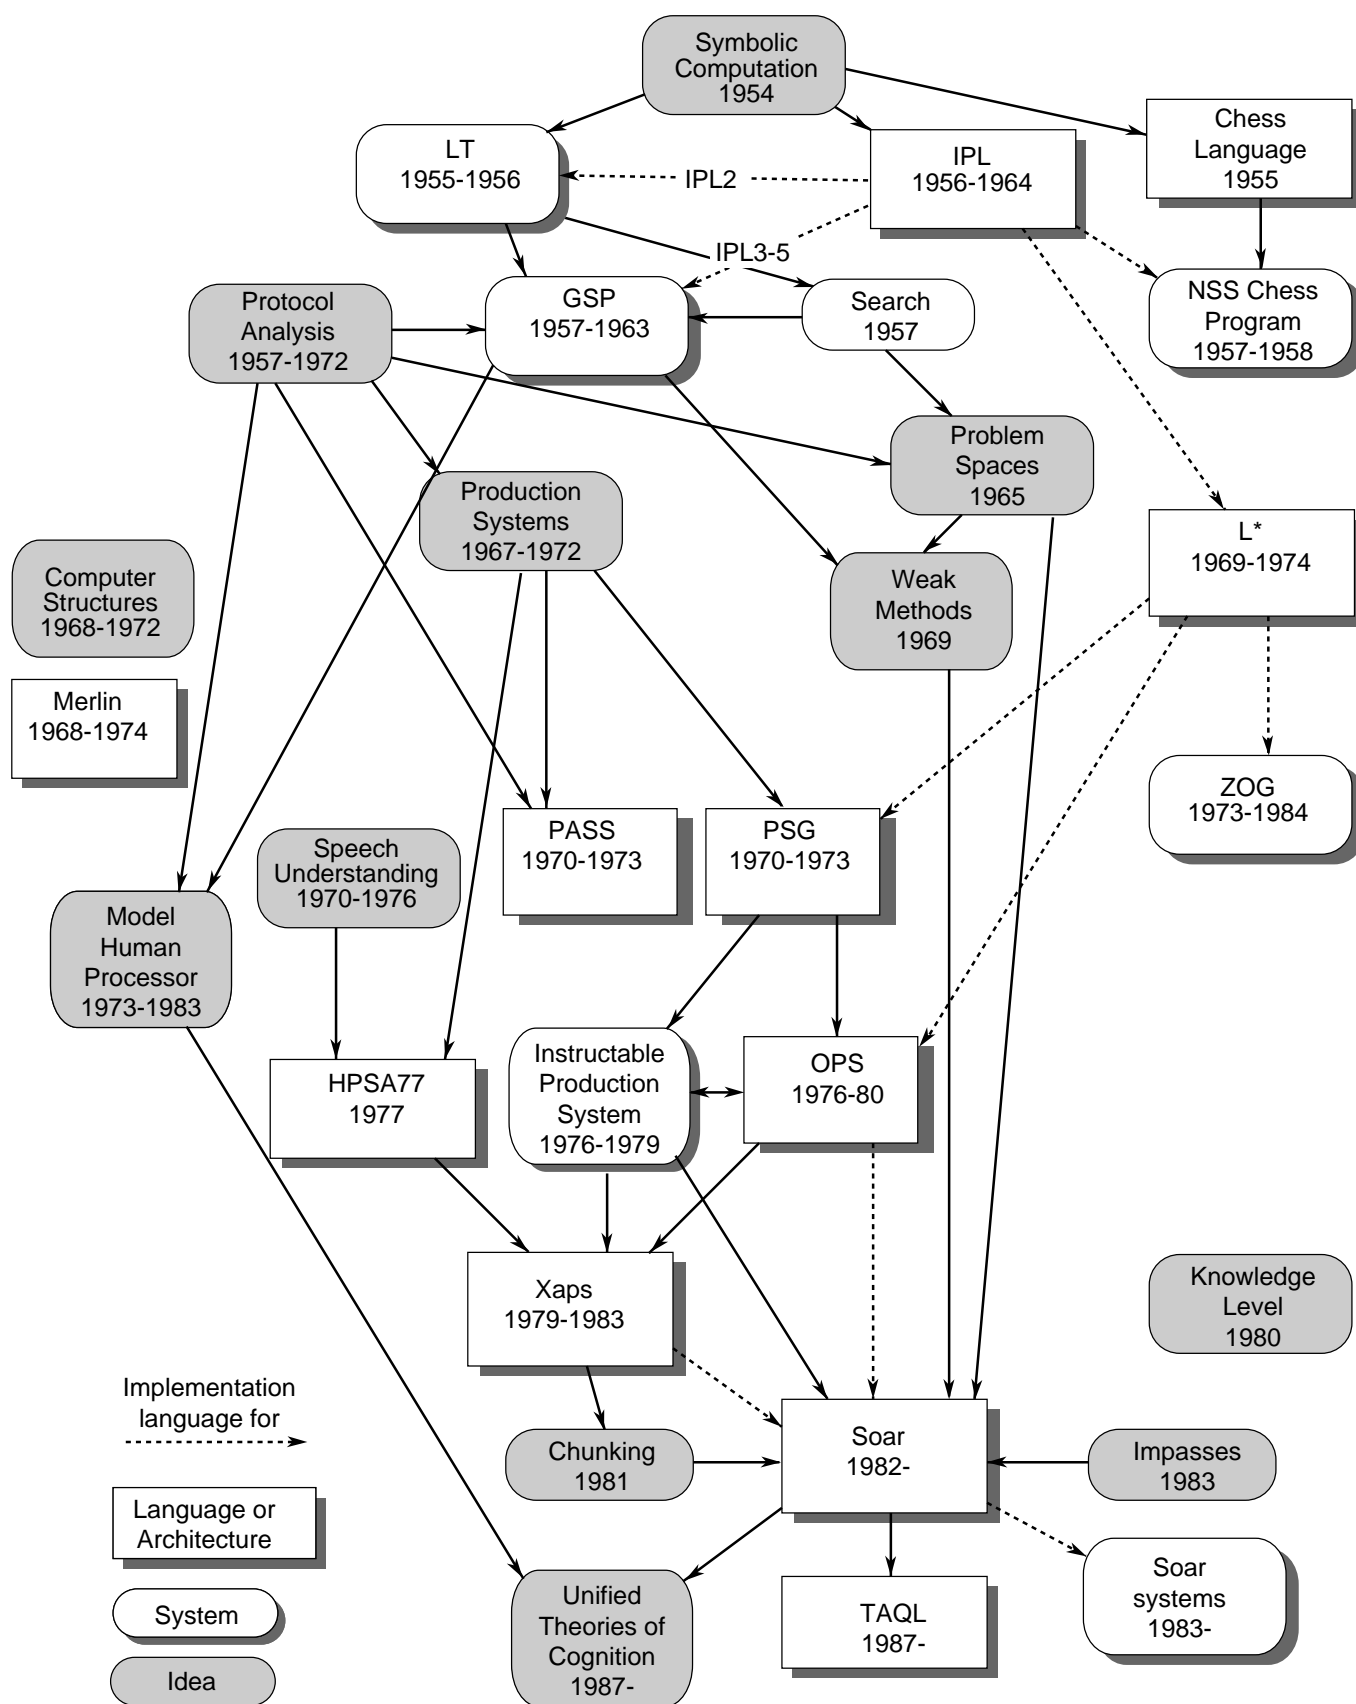 Symbolic
Computation
1954
LT
1955-1956
IPL2
IPL
1956-1964
Chess
Language
1955
IPL3-5
Protocol
Analysis
1957-1972
GSP
1957-1963
Search
1957
NSS Chess
Program
1957-1958
Problem
Spaces
1965
Production
Systems
1967-1972
L*
1969-1974
Computer
Structures
1968-1972
Weak
Methods
1969
Merlin
1968-1974
ZOG
1973-1984
PASS
1970-1973
PSG
1970-1973
Speech
Understanding
1970-1976
Model
Human
Processor
1973-1983
HPSA77
1977
Instructable
Production
System
1976-1979
OPS
1976-80
Xaps
1979-1983
Knowledge
Level
1980
Implementation
language for
Chunking
1981
Soar
1982-
Impasses
1983
Language or
Architecture
System
Idea
Unified
Theories of
Cognition
1987-
TAQL
1987-
Soar
systems
1983-